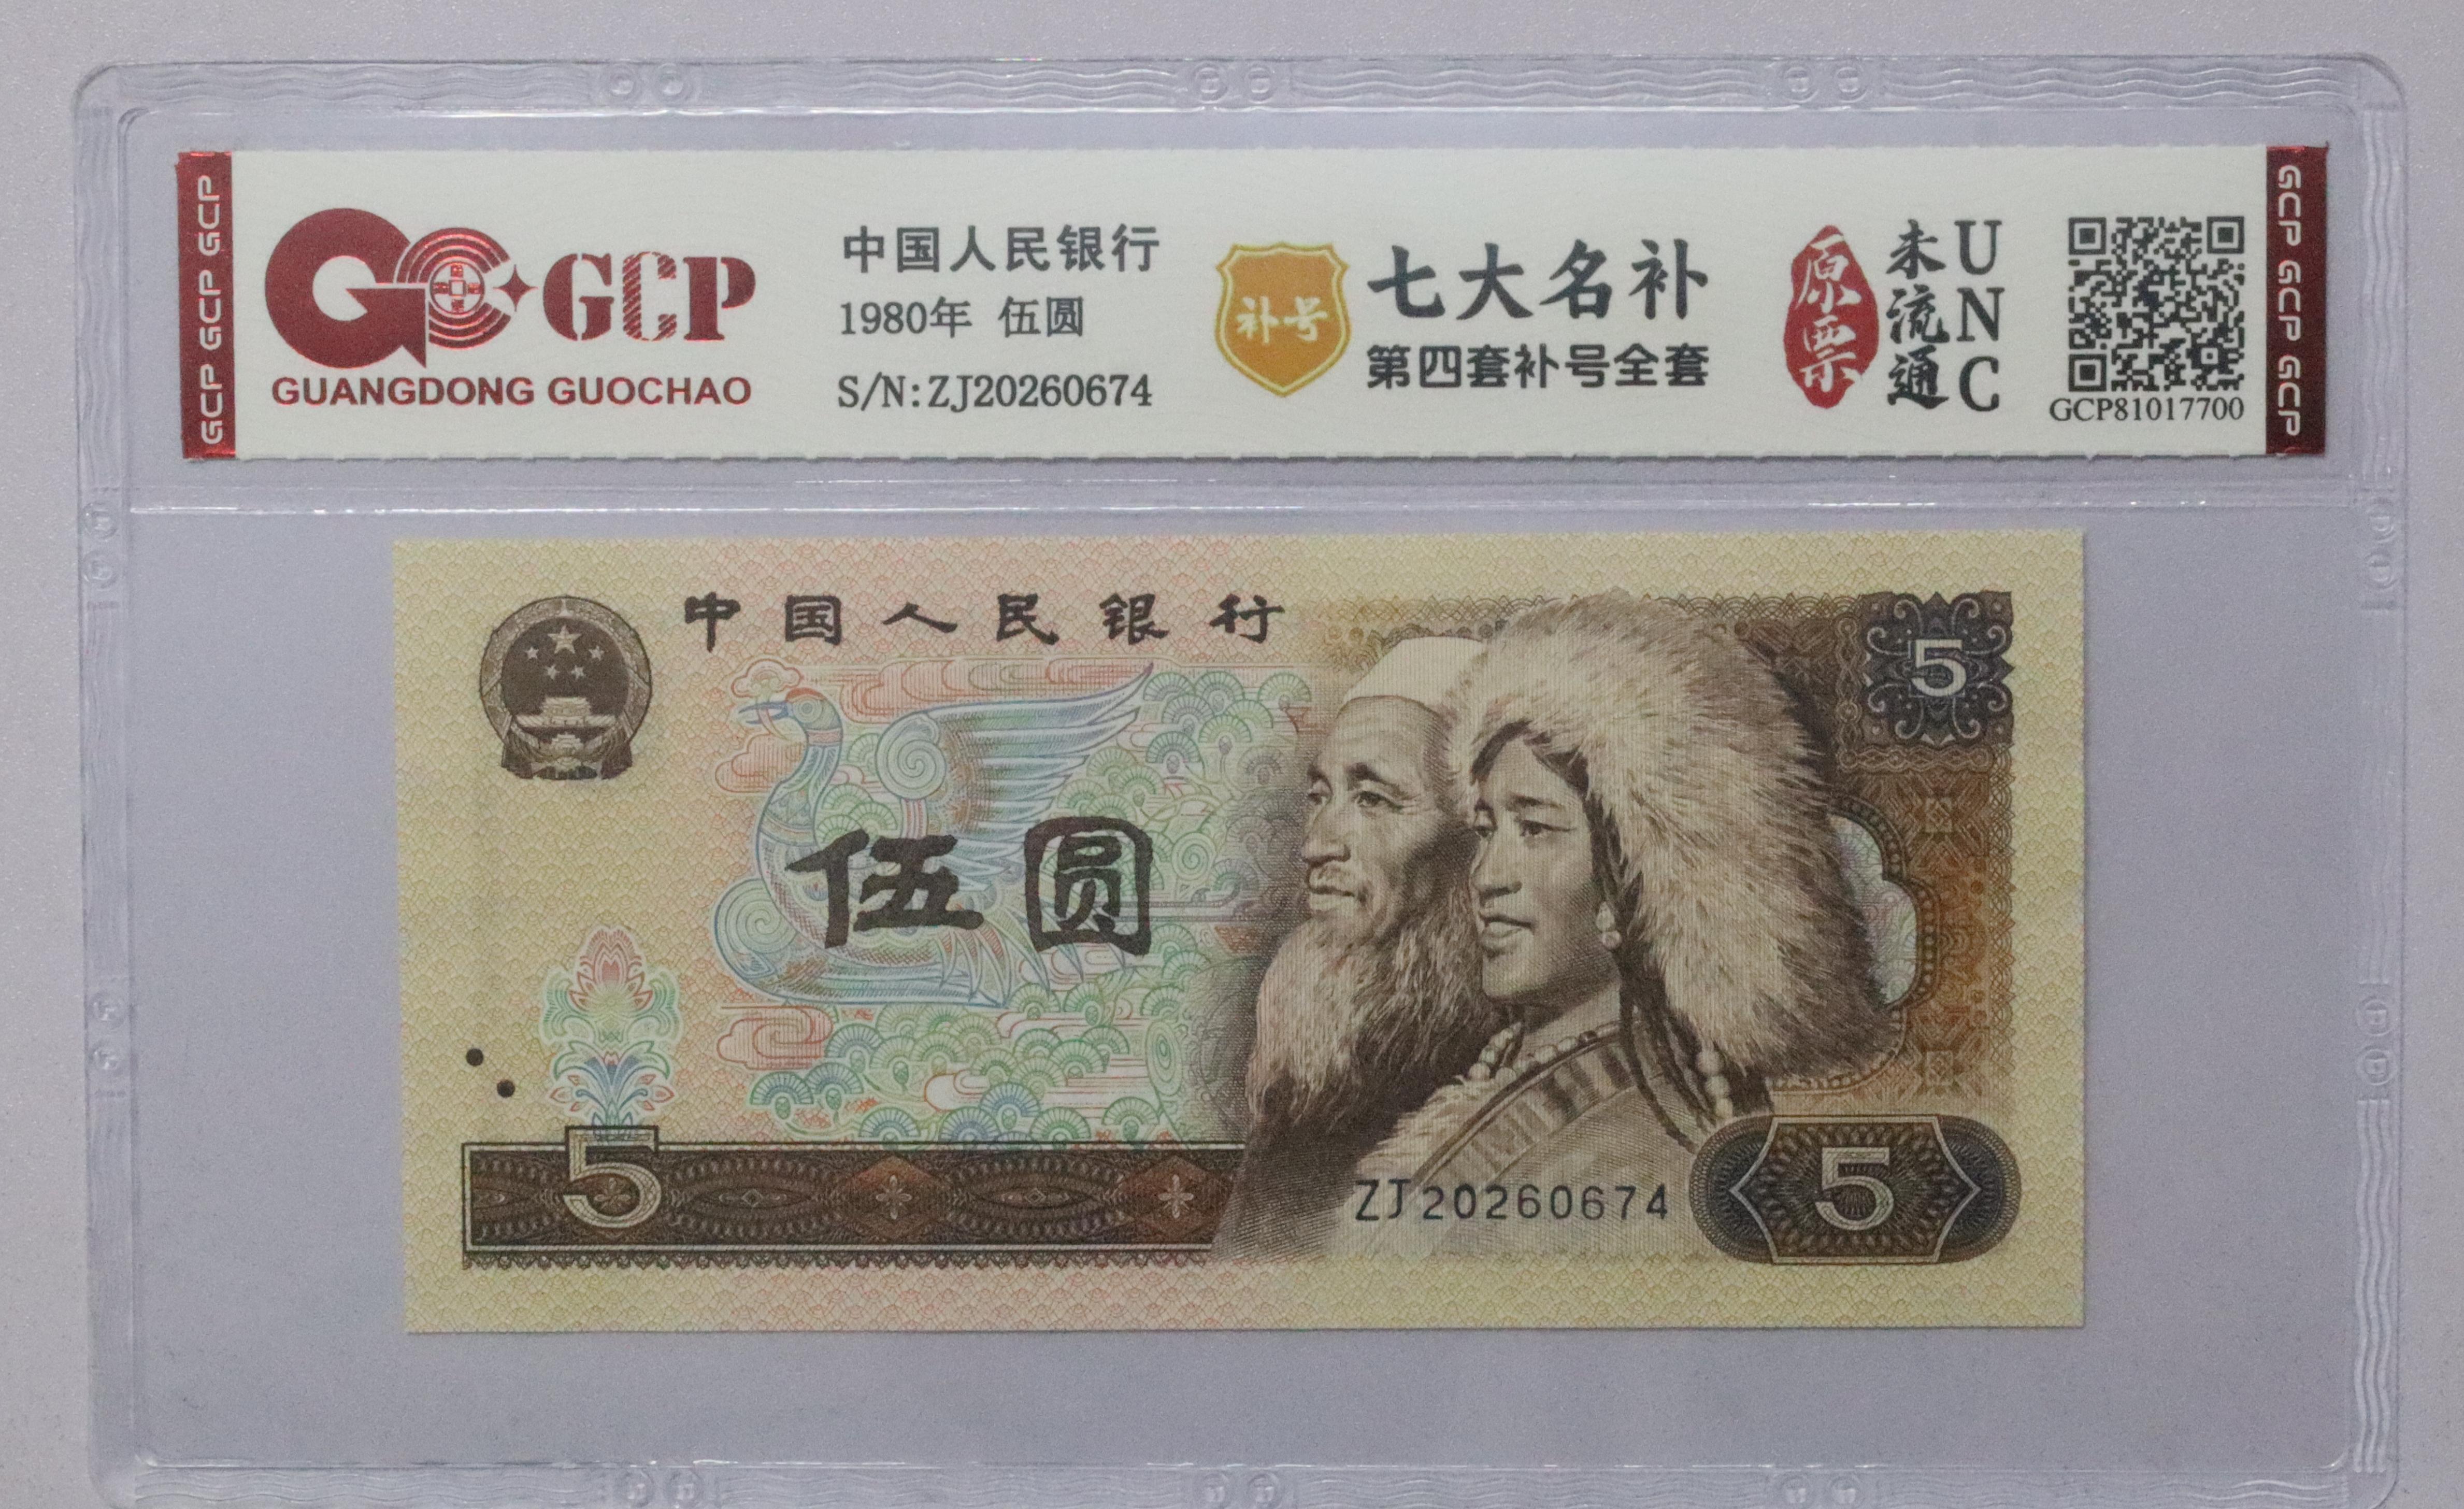 GCP GCP GCP
GCP
GUANGDONG GUOCHAO
中国人民银行
1980年 伍圆
S/N:ZJ20260674
补号
七大名补
第四套补号全套
原票
未流通
UNC
GCP81017700
GCP GCP GCP
中国人民银行
5
伍圆
5
ZJ20260674
5